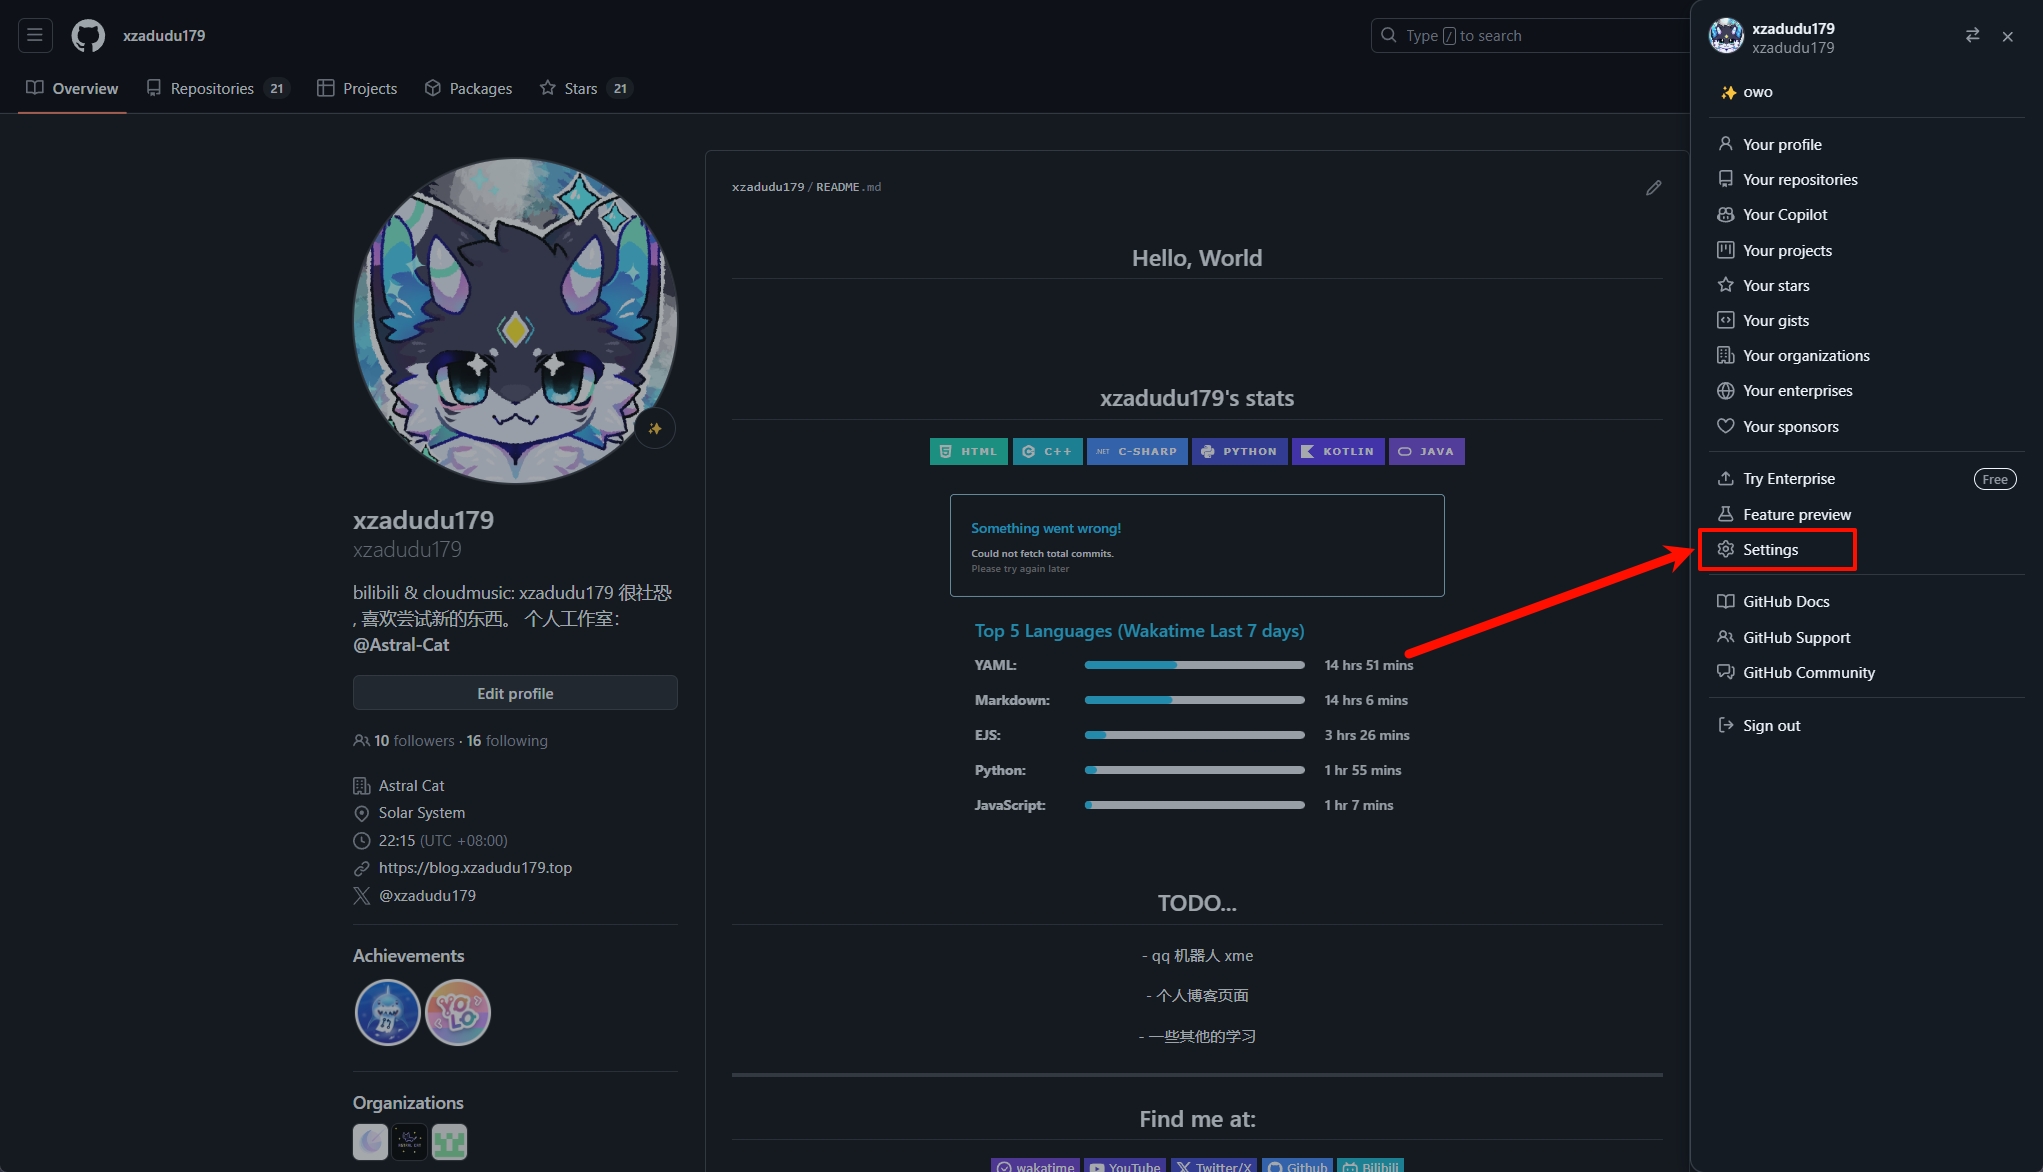 xzadudu179
Type / to search
Overview
Repositories 21
Projects
Packages
Stars 21
xzadudu179
xzadudu179
bilibili & cloudmusic: xzadudu179 很社恐
, 喜欢尝试新的东西。 个人工作室：
@Astral-Cat
Edit profile
10 followers · 16 following
Astral Cat
Solar System
22:15 (UTC +08:00)
https://blog.xzadudu179.top
@xzadudu179
Achievements
YOLO
Organizations
xzadudu179 / README.md
Hello, World
xzadudu179's stats
HTML
C++
.NET C-SHARP
PYTHON
KOTLIN
JAVA
Something went wrong!
Could not fetch total commits.
Please try again later
Top 5 Languages (Wakatime Last 7 days)
YAML: 14 hrs 51 mins
Markdown: 14 hrs 6 mins
EJS: 3 hrs 26 mins
Python: 1 hr 55 mins
JavaScript: 1 hr 7 mins
TODO...
- qq 机器人 xme
- 个人博客页面
- 一些其他的学习
Find me at:
wakatime
YouTube
Twitter/X
Github
Bilibili
xzadudu179
xzadudu179
owo
Your profile
Your repositories
Your Copilot
Your projects
Your stars
Your gists
Your organizations
Your enterprises
Your sponsors
Try Enterprise Free
Feature preview
Settings
GitHub Docs
GitHub Support
GitHub Community
Sign out